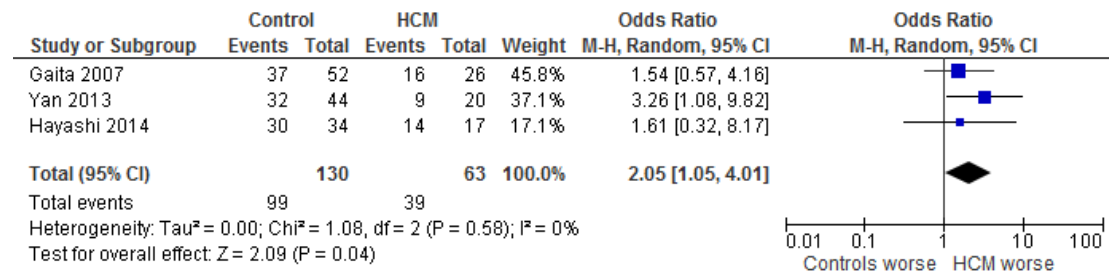 Control HCM Odds Ratio Odds Ratio
Study or Subgroup Events Total Events Total Weight M-H, Random, 95% CI M-H, Random, 95% CI
Gaita 2007 37 52 16 26 45.8% 1.54 [0.57, 4.16]
Yan 2013 32 44 9 20 37.1% 3.26 [1.08, 9.82]
Hayashi 2014 30 34 14 17 17.1% 1.61 [0.32, 8.17]
Total (95% CI) 130 63 100.0% 2.05 [1.05, 4.01]
Total events 99 39
Heterogeneity: Tau² = 0.00; Chi² = 1.08, df = 2 (P = 0.58); I² = 0%
Test for overall effect: Z = 2.09 (P = 0.04)
0.01 0.1 1 10 100
Controls worse HCM worse